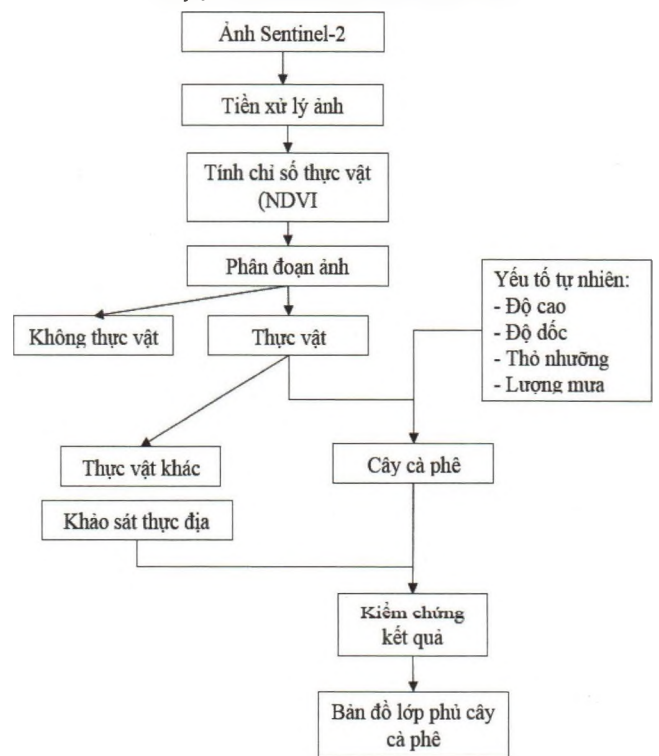 Ảnh Sentinel-2
Tiền xử lý ảnh
Tính chỉ số thực vật
(NDVI
Phân đoạn ảnh
Yếu tố tự nhiên:
- Độ cao
- Độ dốc
- Thỏ nhưỡng
- Lượng mưa
Không thực vật
Thực vật
Thực vật khác
Cây cà phê
Khảo sát thực địa
Kiểm chứng
kết quả
Bản đồ lớp phủ cây
cà phê